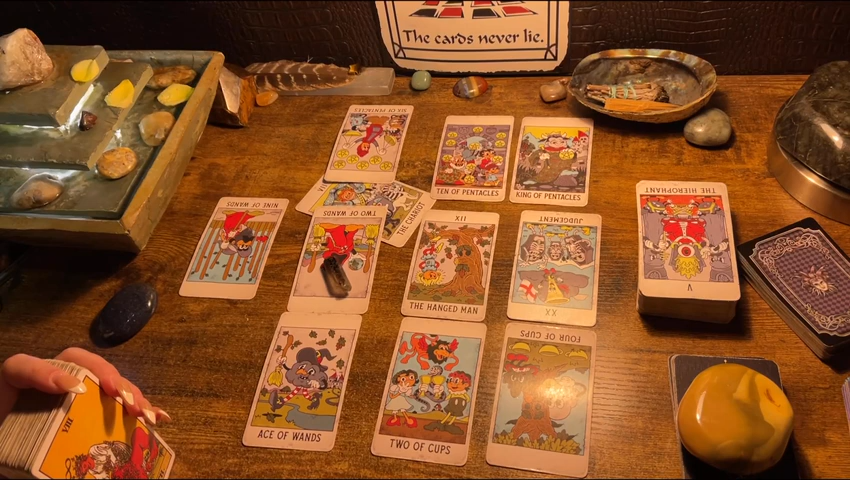 The cards never lie.
SIX OF PENTACLES
TEN OF PENTACLES
KING OF PENTACLES
NINE OF WANDS
TWO OF WANDS
THE CHARIOT
XII
THE HANGED MAN
JUDGEMENT
XX
THE HIEROPHANT
V
ACE OF WANDS
TWO OF CUPS
FOUR OF CUPS
VIII